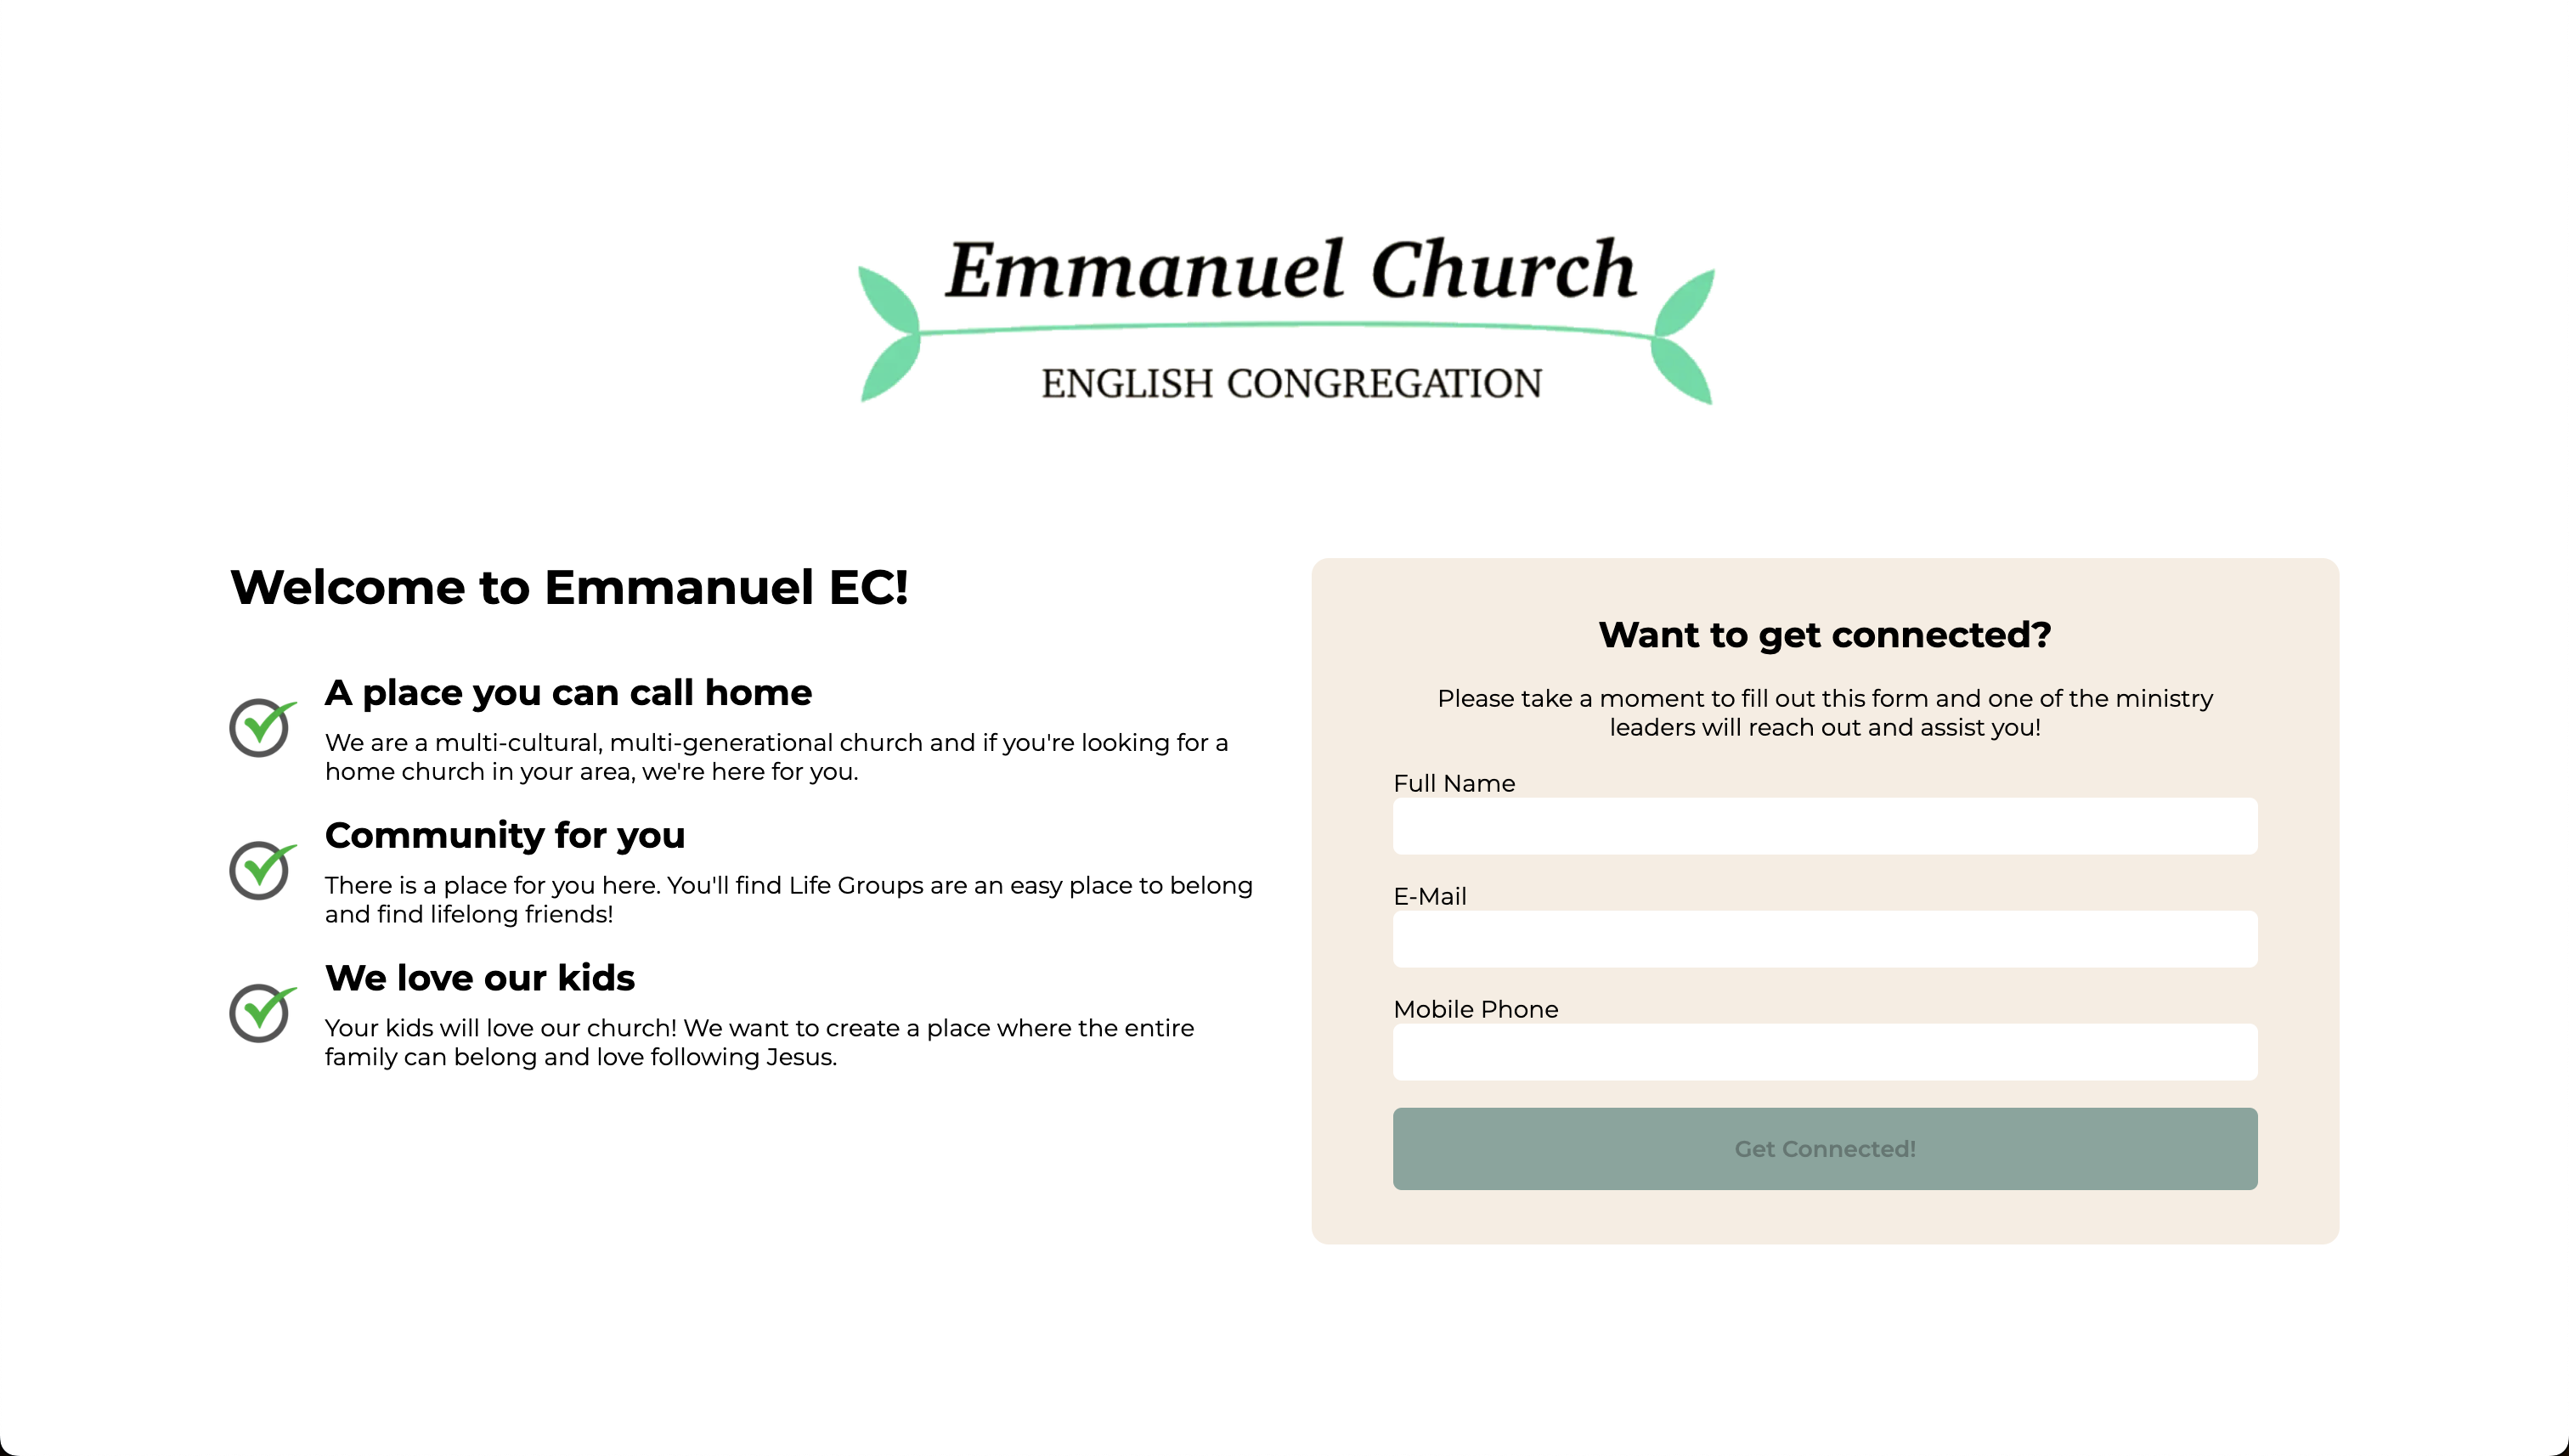 Emmanuel Church
ENGLISH CONGREGATION
Welcome to Emmanuel EC!
A place you can call home
We are a multi-cultural, multi-generational church and if you're looking for a
home church in your area, we're here for you.
Community for you
There is a place for you here. You'll find Life Groups are an easy place to belong
and find lifelong friends!
We love our kids
Your kids will love our church! We want to create a place where the entire
family can belong and love following Jesus.
Want to get connected?
Please take a moment to fill out this form and one of the ministry
leaders will reach out and assist you!
Full Name
E-Mail
Mobile Phone
Get Connected!